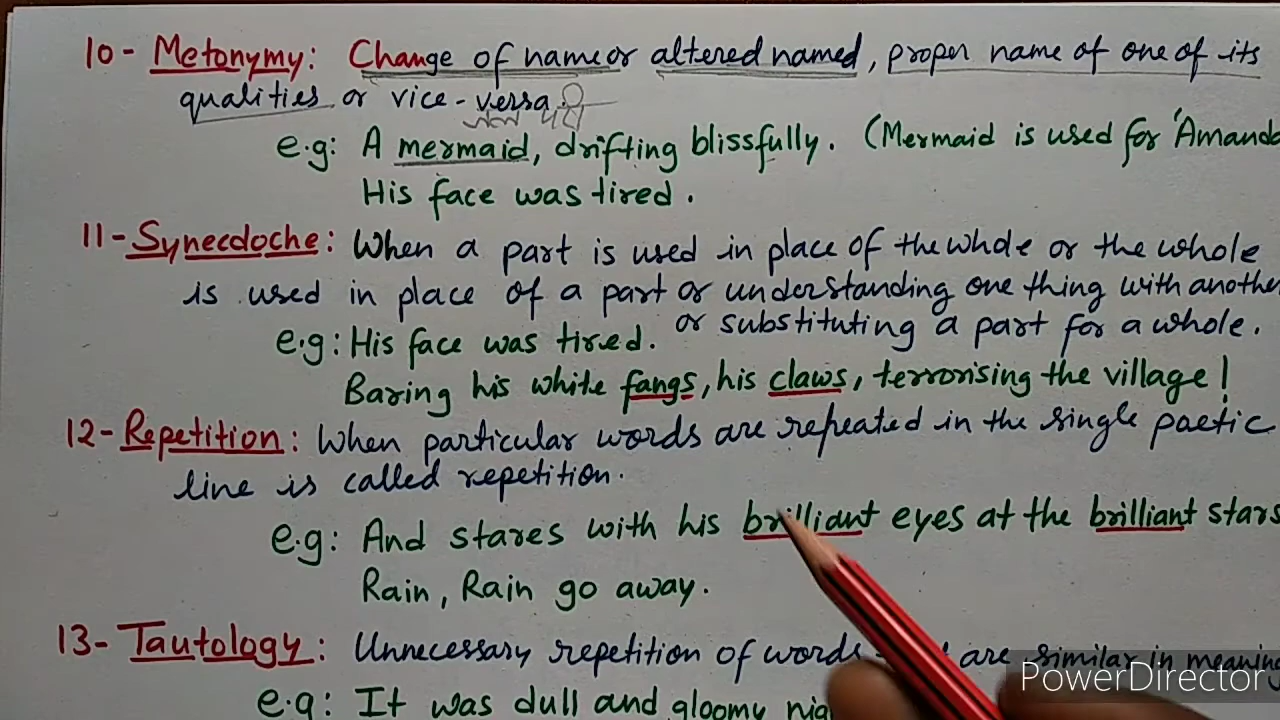 10- Metonymy: Change of name or altered named, proper name of one of its
qualities or vice-versa.
e.g: A mermaid, drifting blissfully. (Mermaid is used for 'Amanda
His face was tired.
11- Synecdoche: When a part is used in place of the whole or the whole
is used in place of a part or understanding one thing with another
or substituting a part for a whole.
e.g: His face was tired.
Baring his white fangs, his claws, terrorising the village!
12- Repetition: When particular words are repeated in the single poetic
line is called repetition.
e.g: And stares with his brilliant eyes at the brilliant stars
Rain, Rain go away.
13- Tautology: Unnecessary repetition of words are similar in meaning
e.g: It was dull and gloomy
PowerDirector